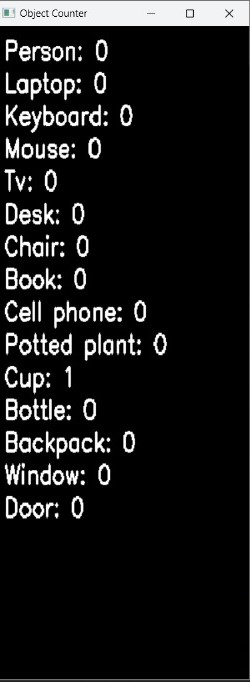 Object Counter
Person: 0
Laptop: 0
Keyboard: 0
Mouse: 0
Tv: 0
Desk: 0
Chair: 0
Book: 0
Cell phone: 0
Potted plant: 0
Cup: 1
Bottle: 0
Backpack: 0
Window: 0
Door: 0